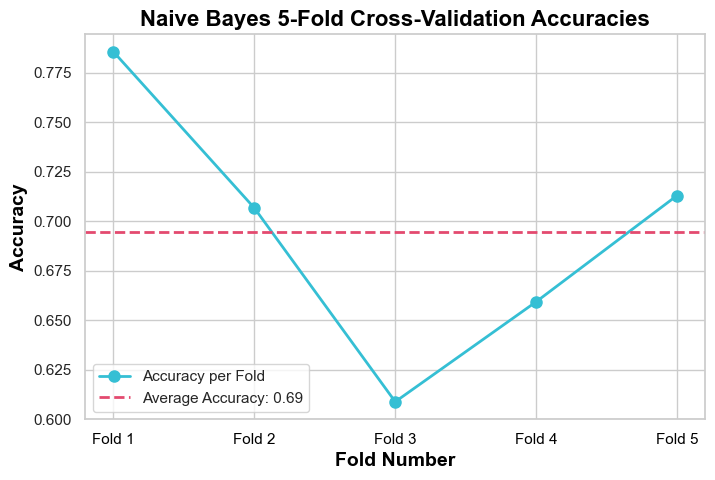 Naive Bayes 5-Fold Cross-Validation Accuracies
Accuracy
0.775
0.750
0.725
0.700
0.675
0.650
0.625
0.600
Accuracy per Fold
Average Accuracy: 0.69
Fold 1 Fold 2 Fold 3 Fold 4 Fold 5
Fold Number